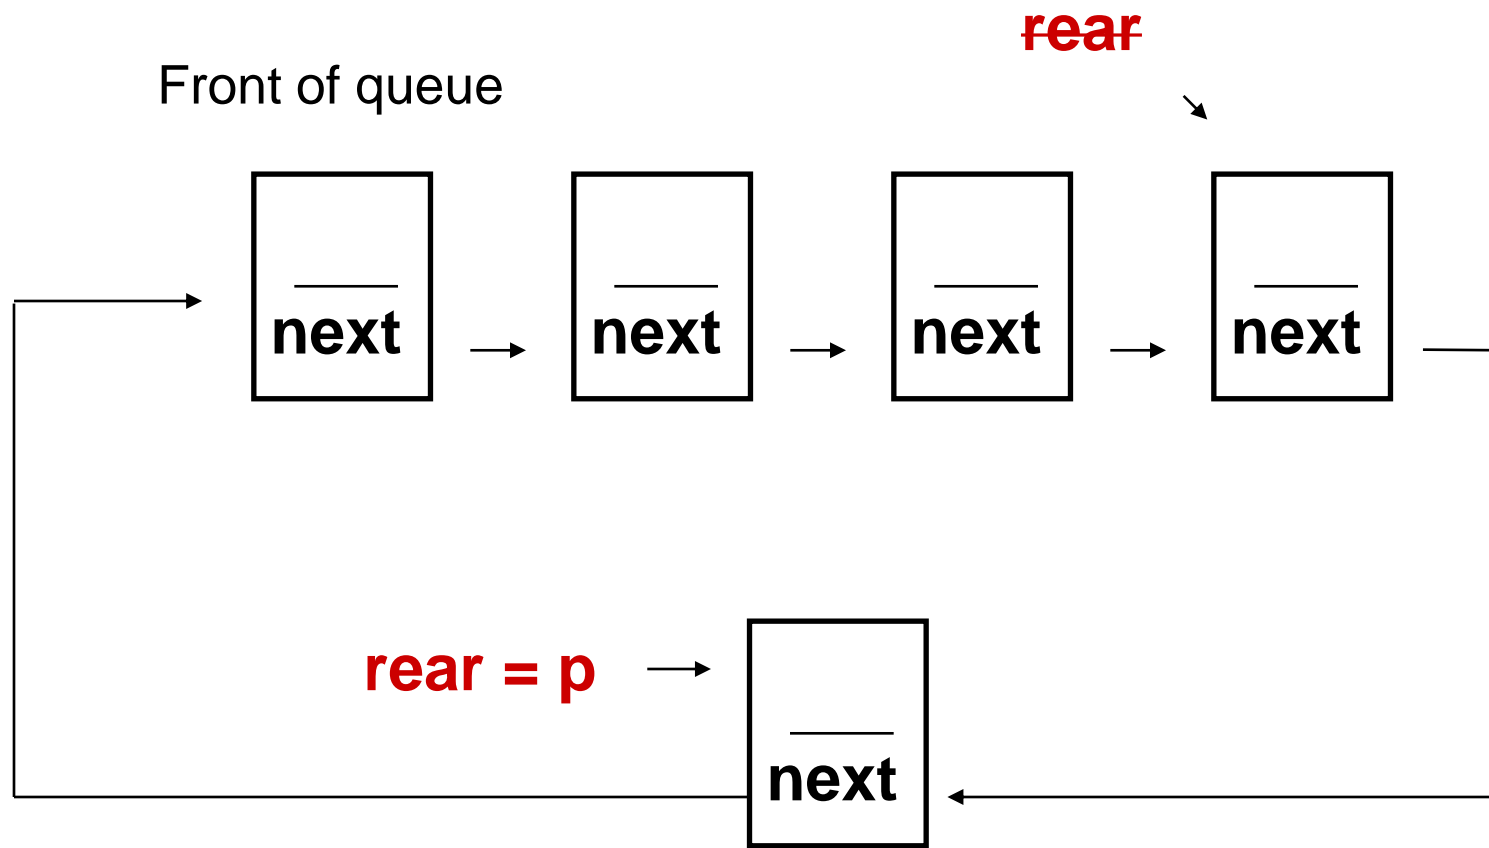 rear
Front of queue
next next next next
rear = p
next